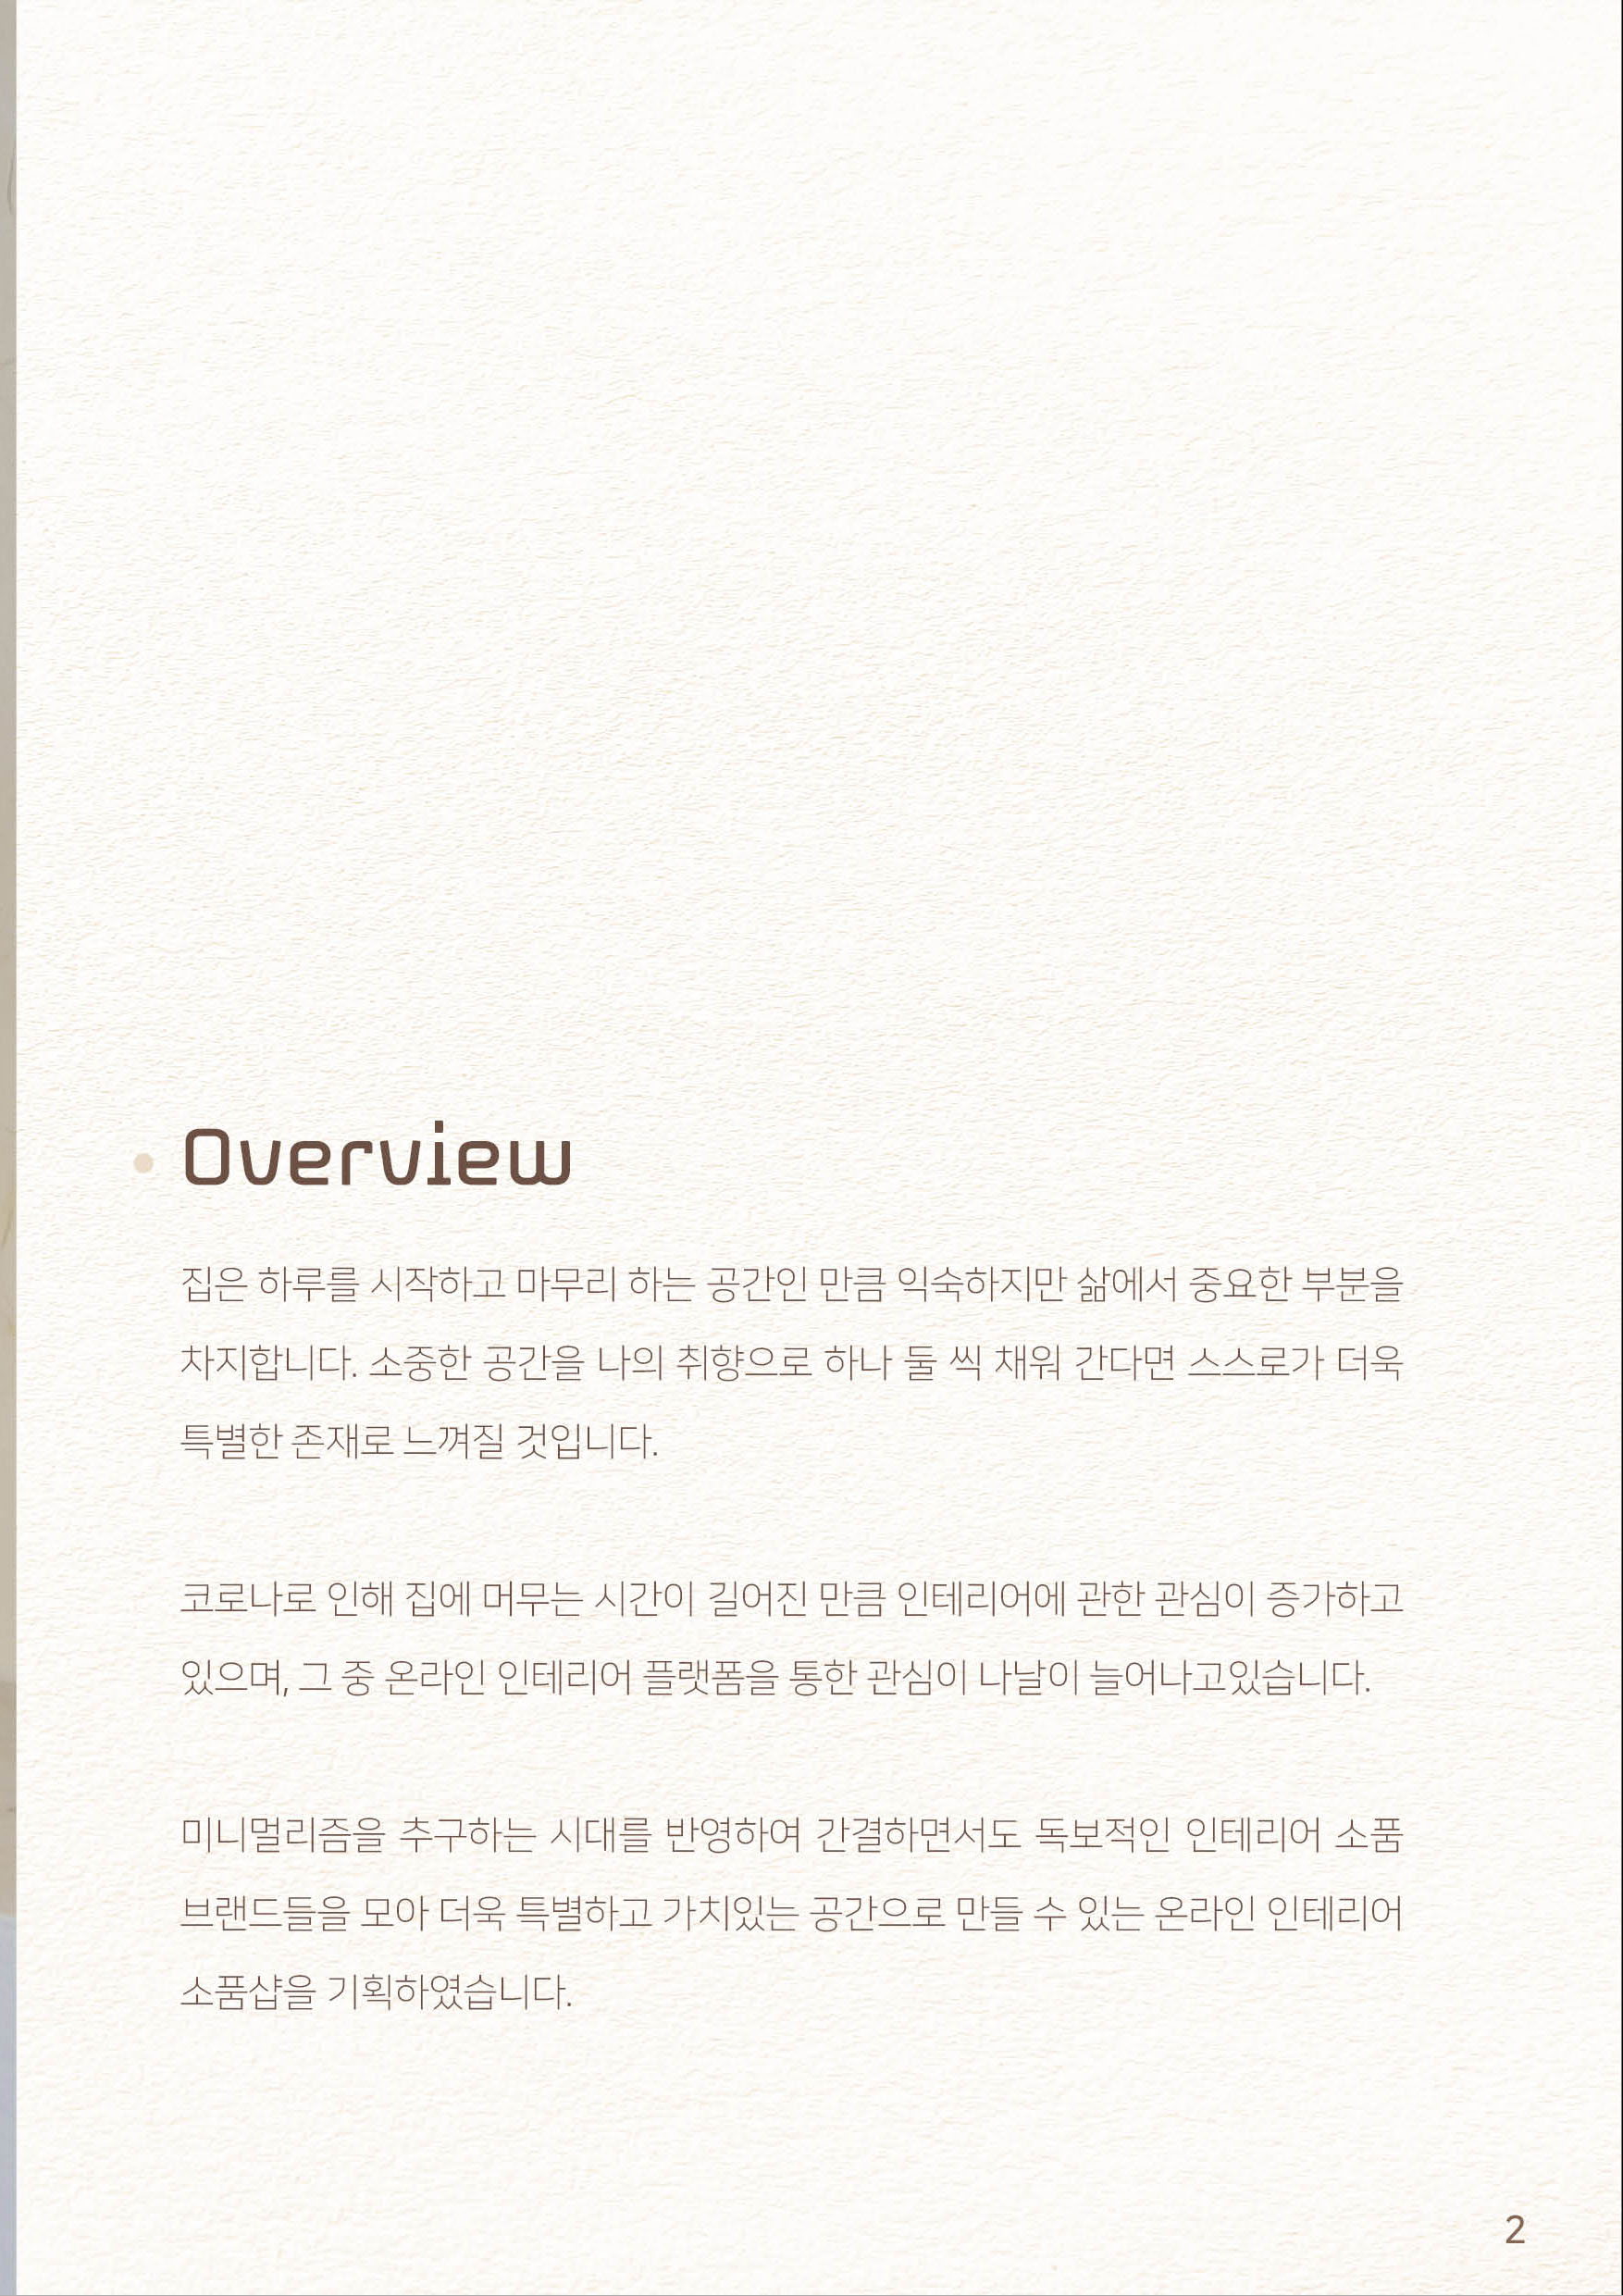 Overview
집은 하루를 시작하고 마무리 하는 공간인 만큼 익숙하지만 삶에서 중요한 부분을
차지합니다. 소중한 공간을 나의 취향으로 하나 둘 씩 채워 간다면 스스로가 더욱
특별한 존재로 느껴질 것입니다.
코로나로 인해 집에 머무는 시간이 길어진 만큼 인테리어에 관한 관심이 증가하고
있으며, 그 중 온라인 인테리어 플랫폼을 통한 관심이 나날이 늘어나고있습니다.
미니멀리즘을 추구하는 시대를 반영하여 간결하면서도 독보적인 인테리어 소품
브랜드들을 모아 더욱 특별하고 가치있는 공간으로 만들 수 있는 온라인 인테리어
소품샵을 기획하였습니다.
2